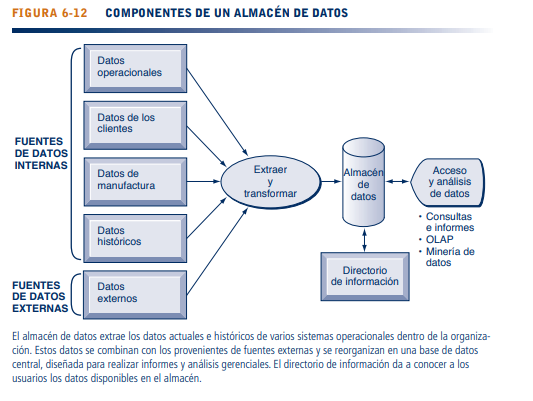 FIGURA 6-12 COMPONENTES DE UN ALMACÉN DE DATOS
FUENTES
DE DATOS
INTERNAS
Datos
operacionales
Datos de los
clientes
Datos de
manufactura
Datos
históricos
FUENTES
DE DATOS
EXTERNAS
Datos
externos
Extraer
y
transformar
Almacén
de
datos
Directorio
de información
Acceso
y análisis
de datos
• Consultas
e informes
• OLAP
• Minería de
datos
El almacén de datos extrae los datos actuales e históricos de varios sistemas operacionales dentro de la organiza-
ción. Estos datos se combinan con los provenientes de fuentes externas y se reorganizan en una base de datos
central, diseñada para realizar informes y análisis gerenciales. El directorio de información da a conocer a los
usuarios los datos disponibles en el almacén.